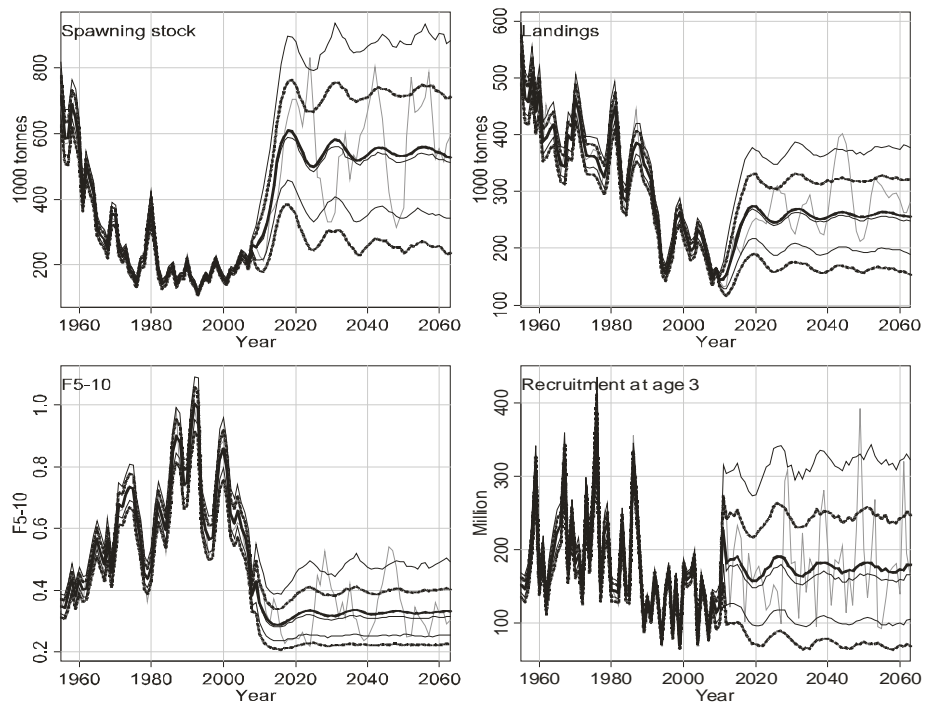 Spawning stock
1000 tonnes
800
600
400
200
1960 1980 2000 2020 2040 2060
Year
Landings
1000 tonnes
600
500
400
300
200
100
1960 1980 2000 2020 2040 2060
Year
F5-10
F5-10
1.0
0.8
0.6
0.4
0.2
1960 1980 2000 2020 2040 2060
Year
Recruitment at age 3
Million
400
300
200
100
1960 1980 2000 2020 2040 2060
Year